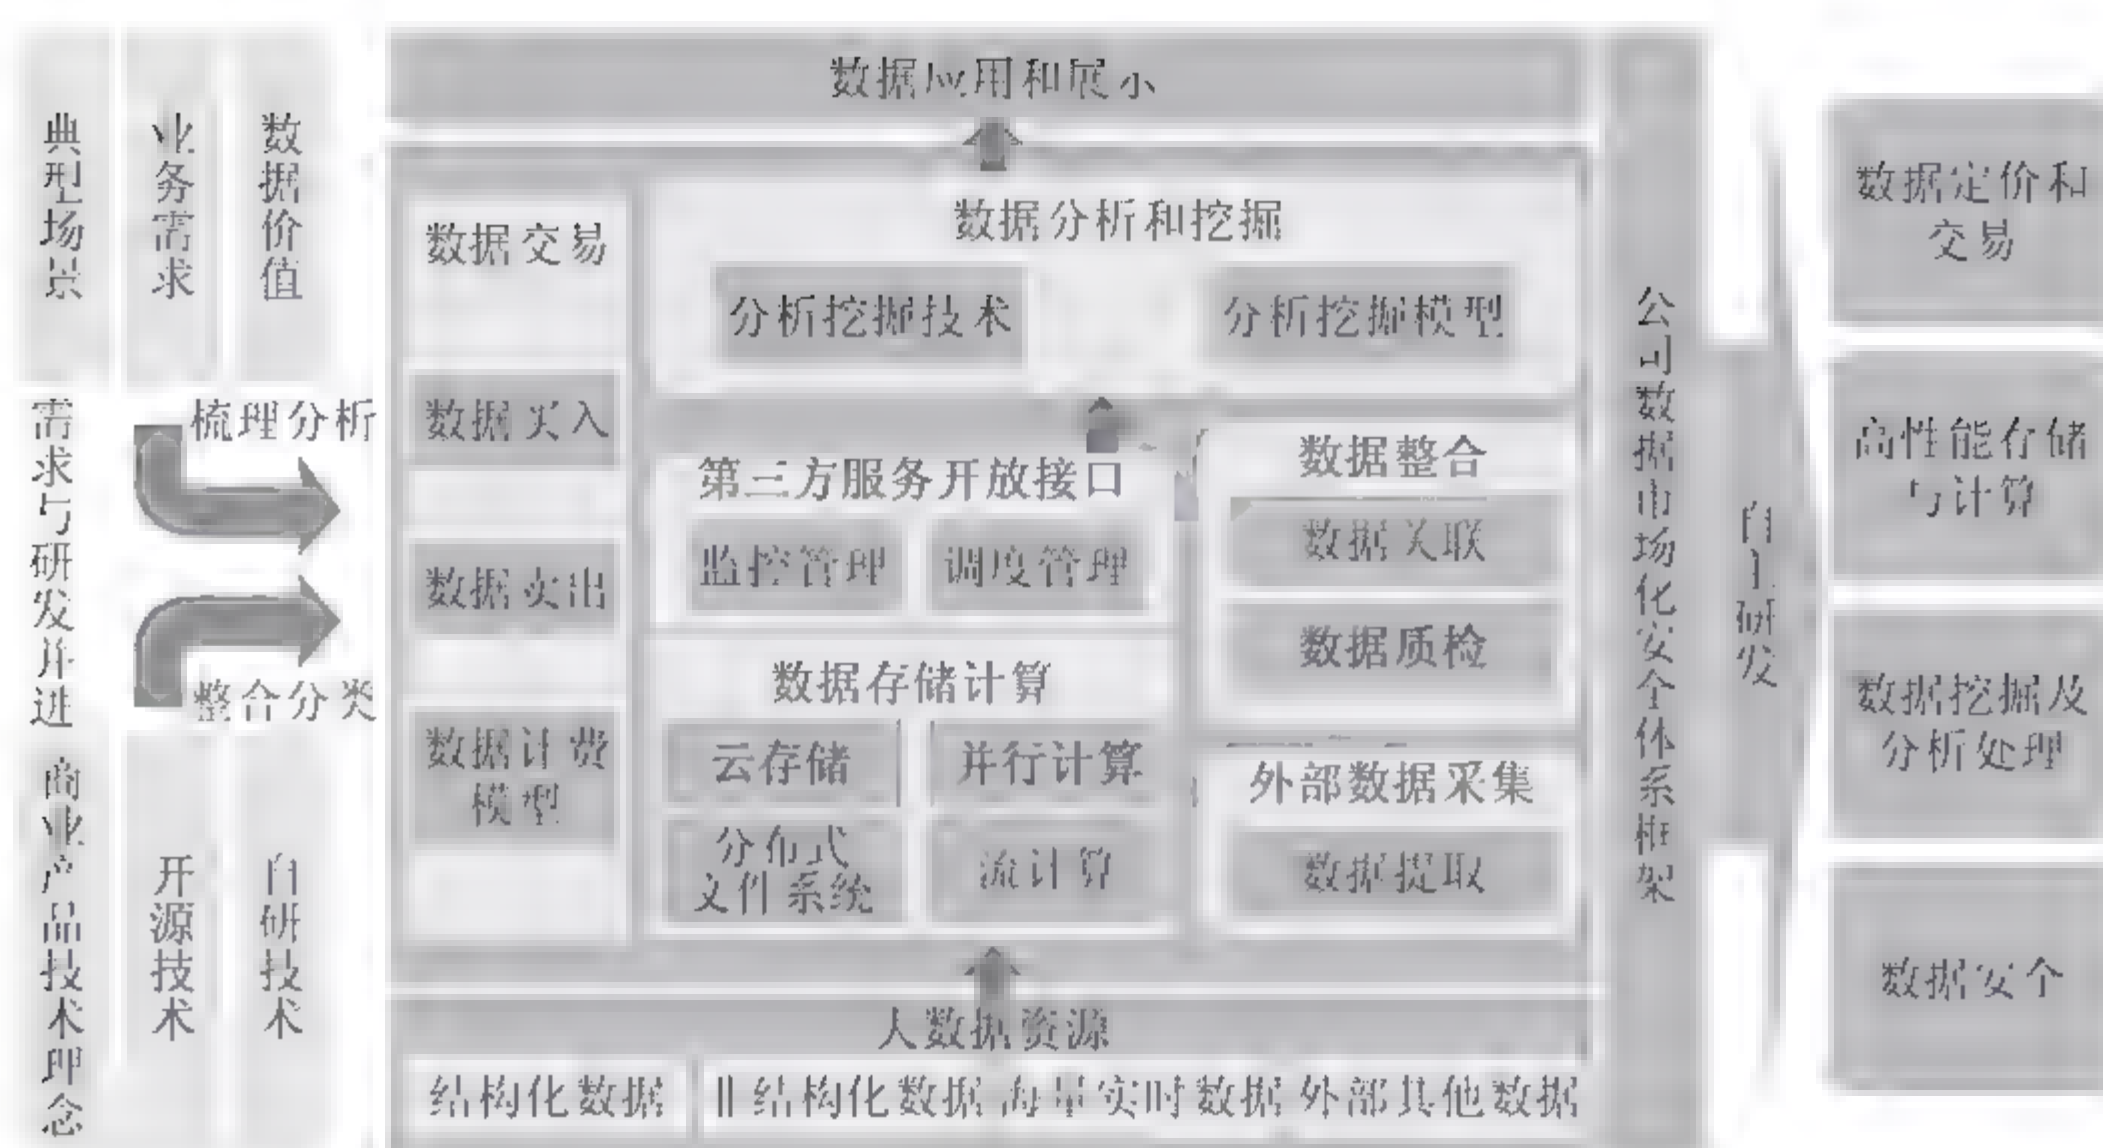 典型场景
业务需求
数据价值
需求与研发并进
梳理分析
整合分类
商业产品技术理念
开源技术
自研技术
数据应用和展示
数据交易
数据买入
数据卖出
数据计费
模型
数据分析和挖掘
分析挖掘技术
分析挖掘模型
第三方服务开放接口
监控管理
调度管理
数据存储计算
云存储
并行计算
分布式
文件系统
流计算
数据整合
数据关联
数据质检
外部数据采集
数据提取
大数据资源
结构化数据
非结构化数据
海量实时数据
外部其他数据
公司数据市场化安全体系框架
自主研发
数据定价和
交易
高性能存储
与计算
数据挖掘及
分析处理
数据安全